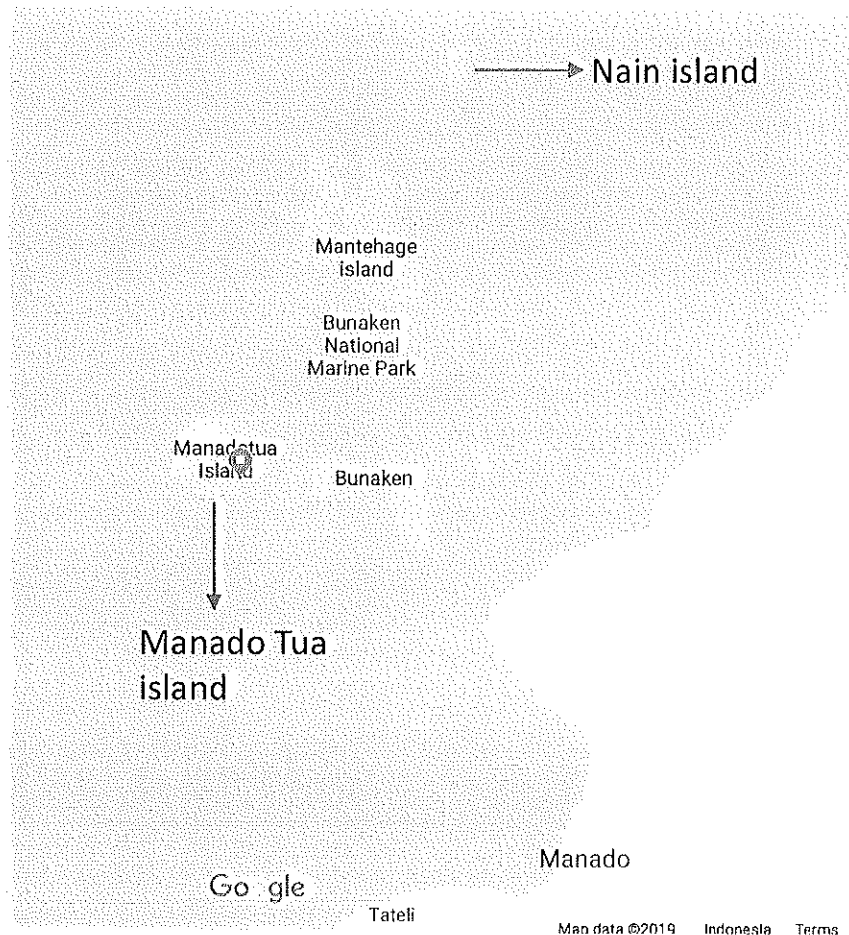 Nain island
Mantehage
island
Bunaken
National
Marine Park
Manadotua
Island
Bunaken
Manado Tua
island
Manado
Go gle
Tateli
Map data ©2019 Indonesia Terms